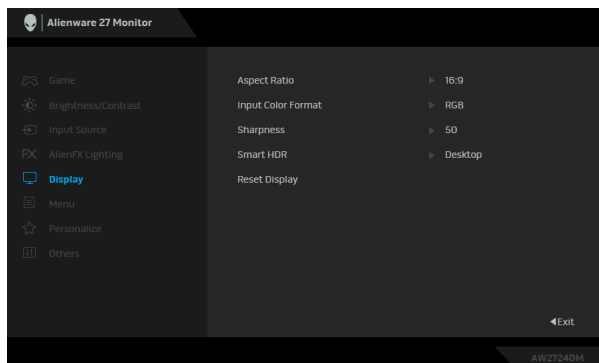 Alienware 27 Monitor
Game
Brightness/Contrast
Input Source
AlienFX Lighting
Display
Menu
Personalize
Others
Aspect Ratio 16:9
Input Color Format RGB
Sharpness 50
Smart HDR Desktop
Reset Display
Exit
AW2724DM